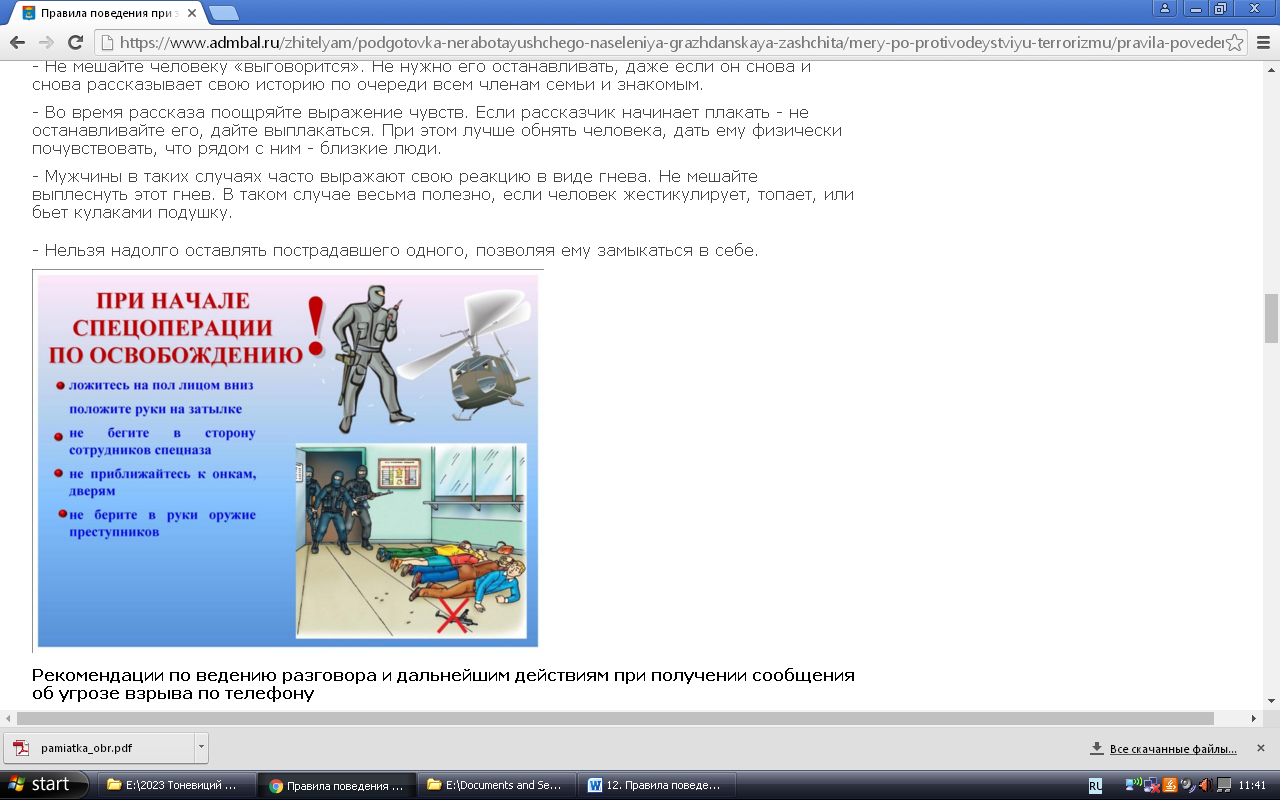 Правила поведения при з
https://www.admbal.ru/zhitelyam/podgotovka-nerabotayushchego-naseleniya-grazhdanskaya-zashchita/mery-po-protivodeystviyu-terrorizmu/pravila-poveder
- Не мешайте человеку «выговорится». Не нужно его останавливать, даже если он снова и
снова рассказывает свою историю по очереди всем членам семьи и знакомым.
- Во время рассказа поощряйте выражение чувств. Если рассказчик начинает плакать - не
останавливайте его, дайте выплакаться. При этом лучше обнять человека, дать ему физически
почувствовать, что рядом с ним - близкие люди.
- Мужчины в таких случаях часто выражают свою реакцию в виде гнева. Не мешайте
выплеснуть этот гнев. В таком случае весьма полезно, если человек жестикулирует, топает, или
бьет кулаками подушку.
- Нельзя надолго оставлять пострадавшего одного, позволяя ему замыкаться в себе.
ПРИ НАЧАЛЕ
СПЕЦОПЕРАЦИИ
ПО ОСВОБОЖДЕНИЮ!
ложитесь на пол лицом вниз
положите руки на затылке
не бегите в сторону
сотрудников спецназа
не приближайтесь к онкам,
дверям
не берите в руки оружие
преступников
Рекомендации по ведению разговора и дальнейшим действиям при получении сообщения
об угрозе взрыва по телефону
pamiatka_obr.pdf
Все скачанные файлы...
start
E:\2023 Тоневиций ...
Правила поведения ...
E:\Documents and Se...
12. Правила поведе...
RU
11:41